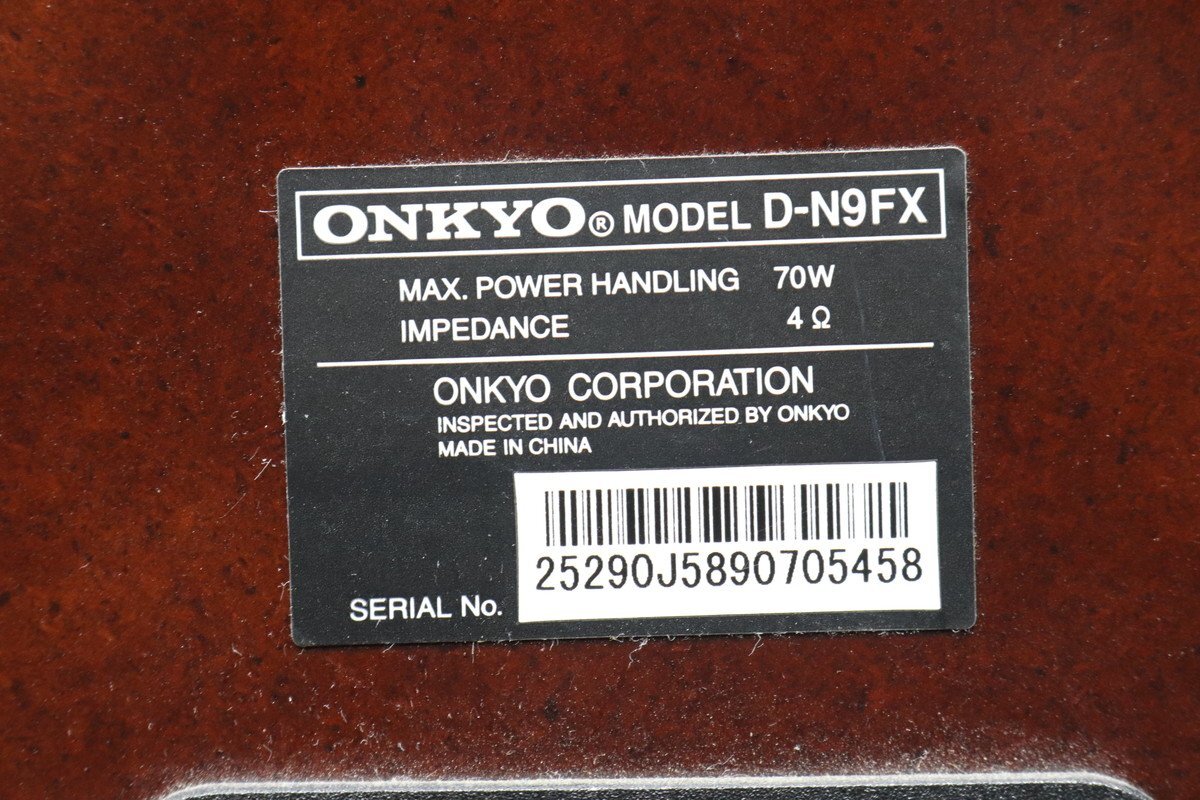 ONKYO® MODEL D-N9FX
MAX. POWER HANDLING 70W
IMPEDANCE 4 Ω
ONKYO CORPORATION
INSPECTED AND AUTHORIZED BY ONKYO
MADE IN CHINA
25290J5890705458
SERIAL No.